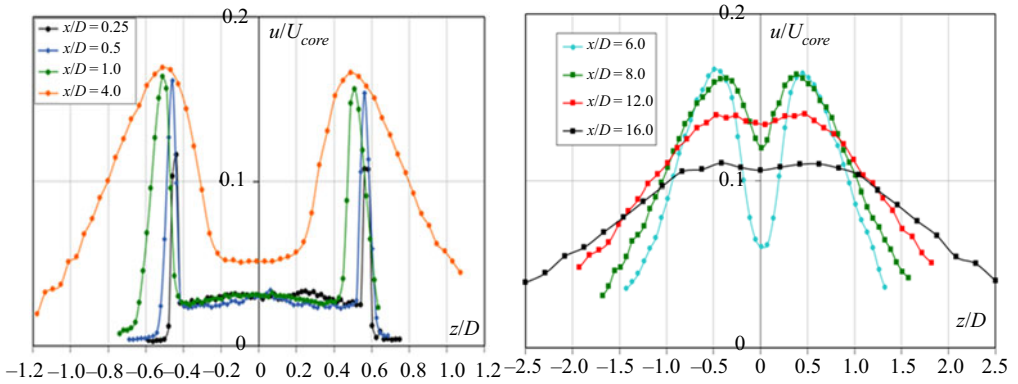 0.2
u/U_core
x/D = 0.25
x/D = 0.5
x/D = 1.0
x/D = 4.0
0.1
0
z/D
−1.2 −1.0 −0.8 −0.6 −0.4 −0.2 0 0.2 0.4 0.6 0.8 1.0 1.2
0.2
u/U_core
x/D = 6.0
x/D = 8.0
x/D = 12.0
x/D = 16.0
0.1
0
z/D
−2.5 −2.0 −1.5 −1.0 −0.5 0 0.5 1.0 1.5 2.0 2.5